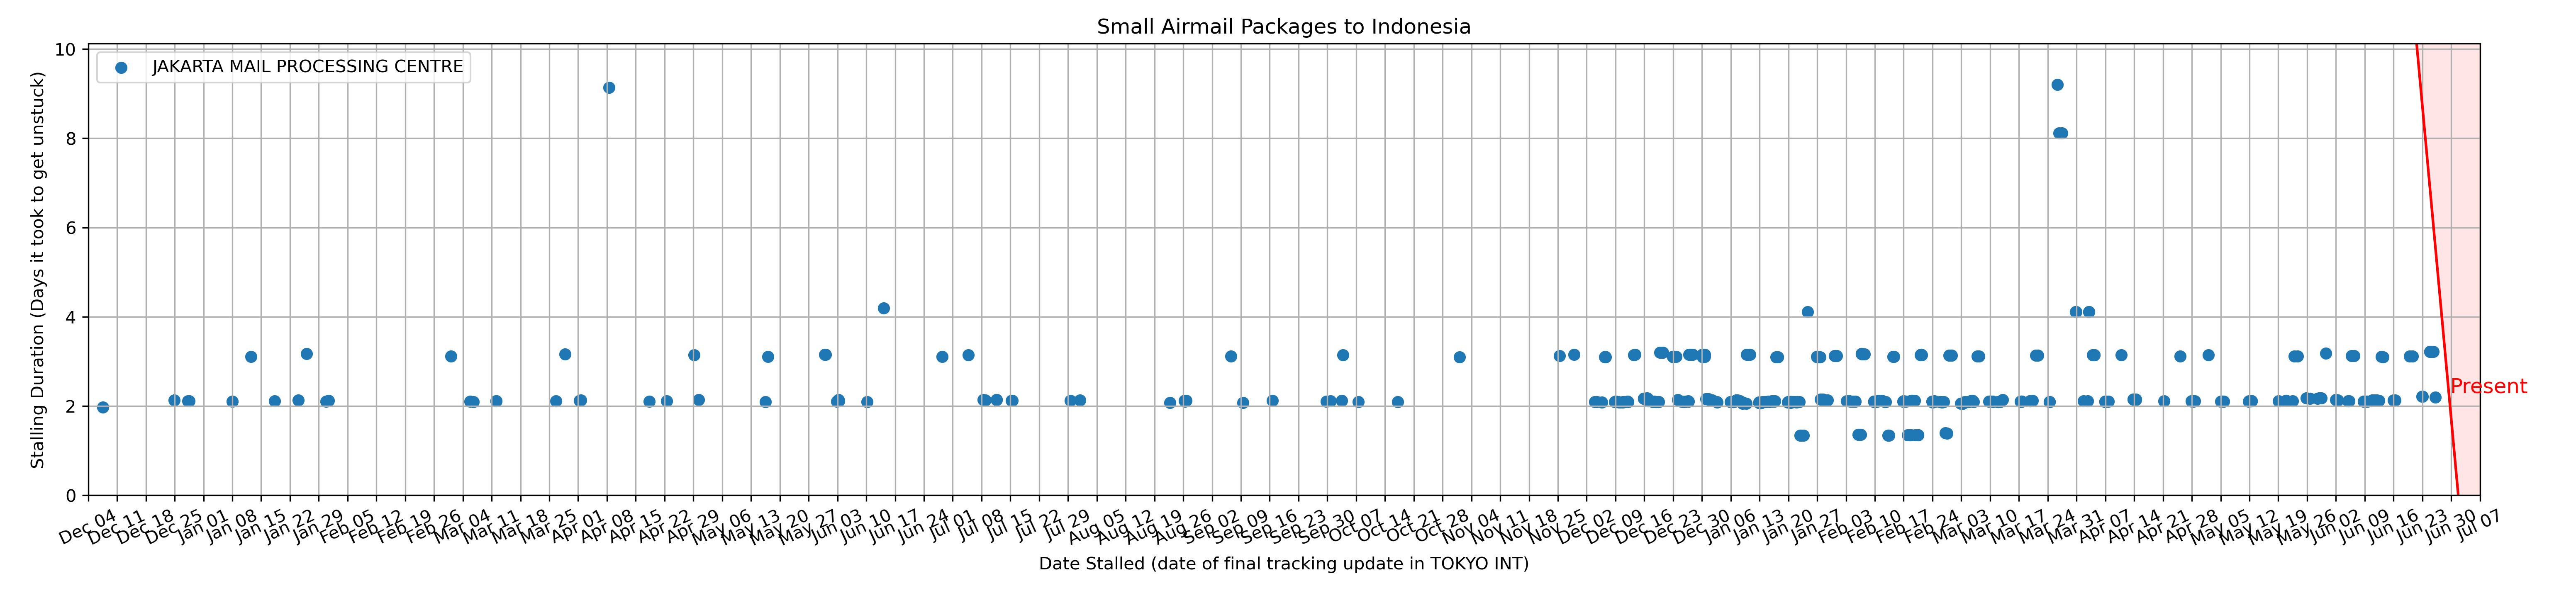 Small Airmail Packages to Indonesia
JAKARTA MAIL PROCESSING CENTRE
Stalling Duration (Days it took to get unstuck)
10
8
6
4
2
0
Present
Dec 04 Dec 11 Dec 18 Dec 25 Jan 01 Jan 08 Jan 15 Jan 22 Jan 29 Feb 05 Feb 12 Feb 19 Feb 26 Mar 04 Mar 11 Mar 18 Mar 25 Apr 01 Apr 08 Apr 15 Apr 22 Apr 29 May 06 May 13 May 20 May 27 Jun 03 Jun 10 Jun 17 Jun 24 Jul 01 Jul 08 Jul 15 Jul 22 Jul 29 Aug 05 Aug 12 Aug 19 Aug 26 Sep 02 Sep 09 Sep 16 Sep 23 Sep 30 Oct 07 Oct 14 Oct 21 Oct 28 Nov 04 Nov 11 Nov 18 Nov 25 Dec 02 Dec 09 Dec 16 Dec 23 Dec 30 Jan 06 Jan 13 Jan 20 Jan 27 Feb 03 Feb 10 Feb 17 Feb 24 Mar 03 Mar 10 Mar 17 Mar 24 Mar 31 Apr 07 Apr 14 Apr 21 Apr 28 May 05 May 12 May 19 May 26 Jun 02 Jun 09 Jun 16 Jun 23 Jun 30 Jul 07
Date Stalled (date of final tracking update in TOKYO INT)